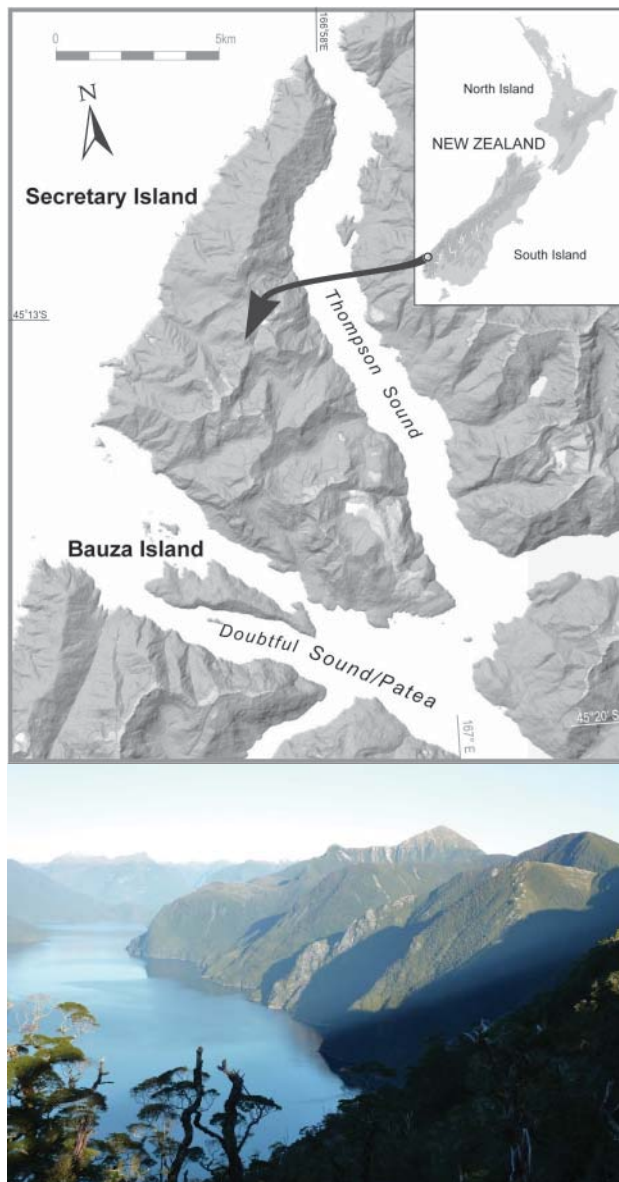 0 5km
166°58'E
N
North Island
NEW ZEALAND
South Island
Secretary Island
45°13'S
Thompson Sound
Bauza Island
Doubtful Sound/Patea
167° E
45°20' S